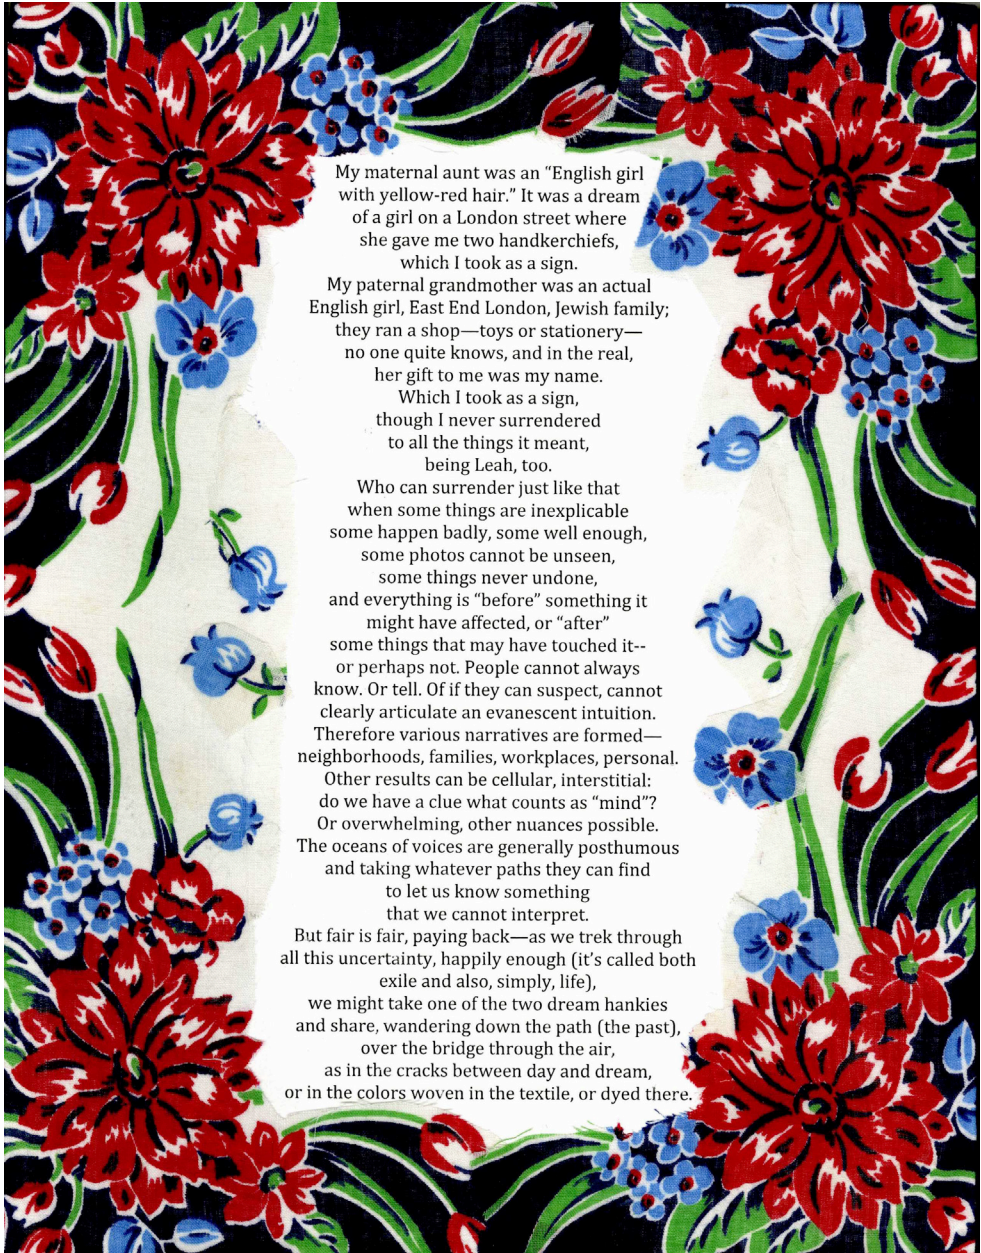 My maternal aunt was an “English girl
with yellow-red hair.” It was a dream
of a girl on a London street where
she gave me two handkerchiefs,
which I took as a sign.
My paternal grandmother was an actual
English girl, East End London, Jewish family;
they ran a shop—toys or stationery—
no one quite knows, and in the real,
her gift to me was my name.
Which I took as a sign,
though I never surrendered
to all the things it meant,
being Leah, too.
Who can surrender just like that
when some things are inexplicable
some happen badly, some well enough,
some photos cannot be unseen,
some things never undone,
and everything is “before” something it
might have affected, or “after”
some things that may have touched it--
or perhaps not. People cannot always
know. Or tell. Of if they can suspect, cannot
clearly articulate an evanescent intuition.
Therefore various narratives are formed—
neighborhoods, families, workplaces, personal.
Other results can be cellular, interstitial:
do we have a clue what counts as “mind”?
Or overwhelming, other nuances possible.
The oceans of voices are generally posthumous
and taking whatever paths they can find
to let us know something
that we cannot interpret.
But fair is fair, paying back—as we trek through
all this uncertainty, happily enough (it’s called both
exile and also, simply, life),
we might take one of the two dream hankies
and share, wandering down the path (the past),
over the bridge through the air,
as in the cracks between day and dream,
or in the colors woven in the textile, or dyed there.